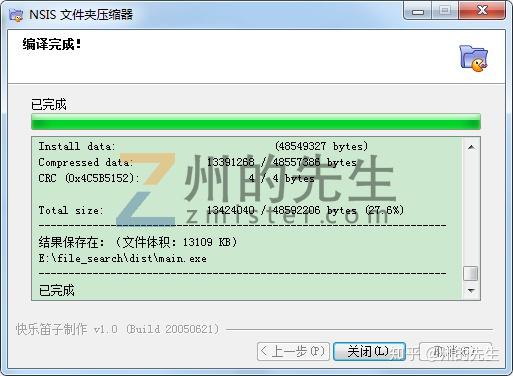 NSIS 文件夹压缩器
编译完成!
已完成
Install data: (48549327 bytes)
Compressed data: 13391268 / 48557386 bytes
CRC (0x4C5B5152): 4 / 4 bytes
Total size: 13424040 / 48592206 bytes (27.6%)
结果保存在: (文件体积: 13109 KB)
E:\file_search\dist\main.exe
已完成
Z州的先生
zmister.com
快乐笛子制作 v1.0 (Build 20050621)
< 上一步(P)
关闭(L)
取消(C)
知乎 @州的先生